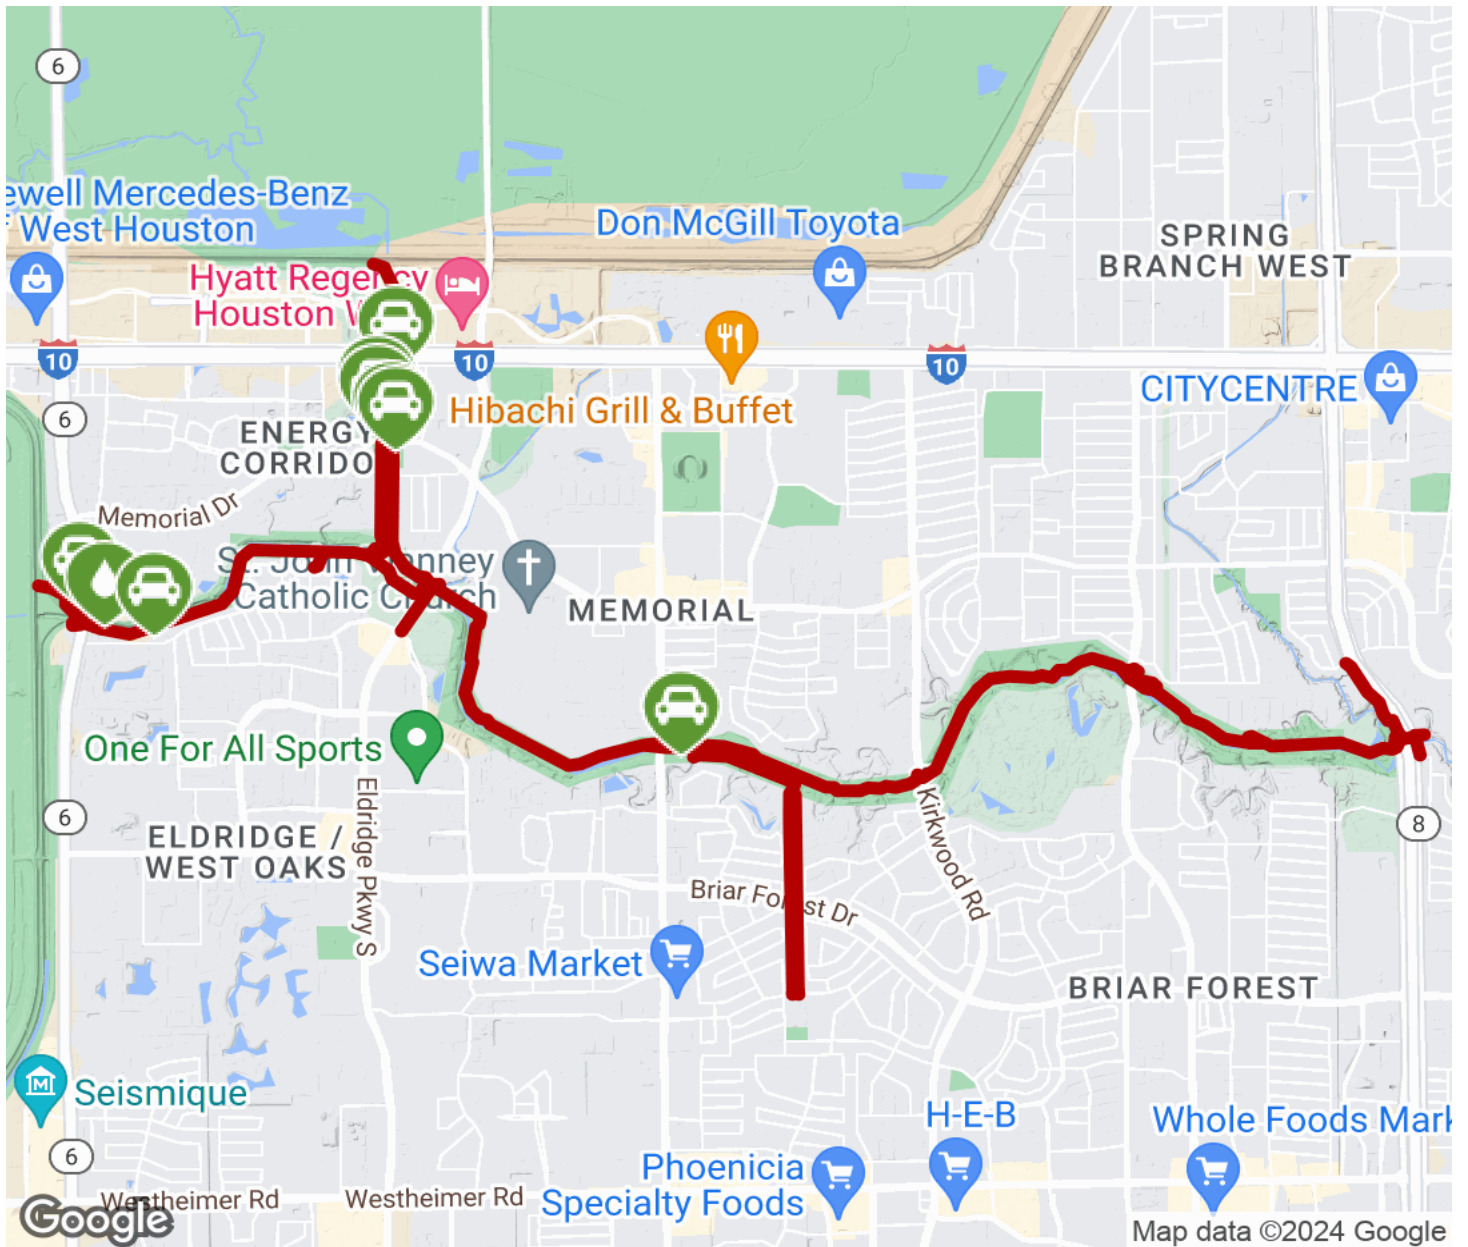 6
ewell Mercedes-Benz
f West Houston
Don McGill Toyota
SPRING
BRANCH WEST
Hyatt Regency
Houston W
10
10
10
CITYCENTRE
6
Hibachi Grill & Buffet
ENERGY
CORRIDO
Memorial Dr
St. John Vianney
Catholic Church
MEMORIAL
One For All Sports
Eldridge Pkwy S
6
8
ELDRIDGE /
WEST OAKS
Kirkwood Rd
Briar Forest Dr
Seiwa Market
BRIAR FOREST
Seismique
H-E-B
Whole Foods Mark
6
Phoenicia
Specialty Foods
Westheimer Rd
Westheimer Rd
Google
Map data ©2024 Google